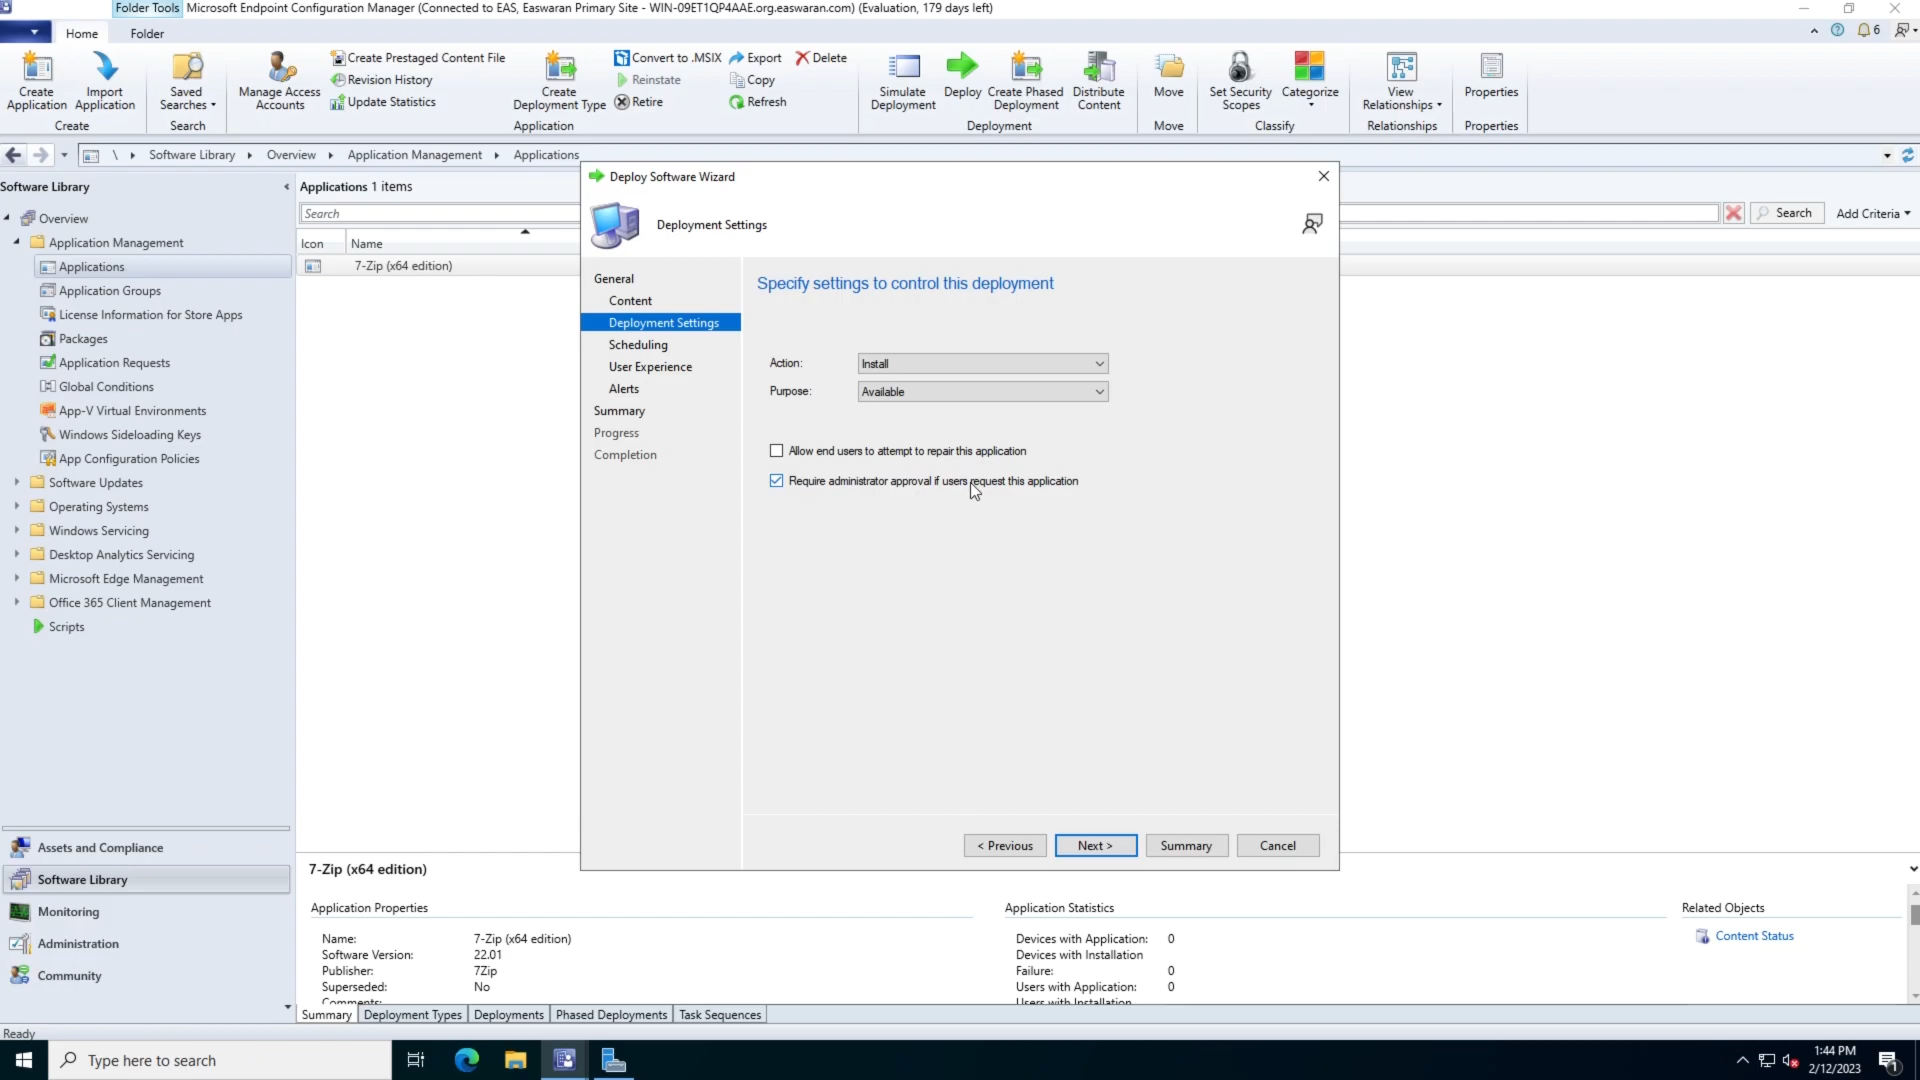 Folder Tools Microsoft Endpoint Configuration Manager (Connected to EAS, Easwaran Primary Site - WIN-09ET1QP4AAE.org.easwaran.com) (Evaluation, 179 days left)
Home Folder
6
Create Application
Import Application
Create
Saved Searches
Search
Manage Access Accounts
Create Prestaged Content File
Revision History
Update Statistics
Create Deployment Type
Convert to .MSIX
Reinstate
Retire
Export
Copy
Refresh
Delete
Application
Simulate Deployment
Deploy
Create Phased Deployment
Distribute Content
Deployment
Move
Move
Set Security Scopes
Categorize
Classify
View Relationships
Relationships
Properties
Properties
\ Software Library Overview Application Management Applications
Software Library
Overview
Application Management
Applications
Application Groups
License Information for Store Apps
Packages
Application Requests
Global Conditions
App-V Virtual Environments
Windows Sideloading Keys
App Configuration Policies
Software Updates
Operating Systems
Windows Servicing
Desktop Analytics Servicing
Microsoft Edge Management
Office 365 Client Management
Scripts
Assets and Compliance
Software Library
Monitoring
Administration
Community
Applications 1 items
Search
Search
Add Criteria
Icon Name
7-Zip (x64 edition)
Deploy Software Wizard
Deployment Settings
General
Content
Deployment Settings
Scheduling
User Experience
Alerts
Summary
Progress
Completion
Specify settings to control this deployment
Action: Install
Purpose: Available
Allow end users to attempt to repair this application
Require administrator approval if users request this application
< Previous
Next >
Summary
Cancel
7-Zip (x64 edition)
Application Properties
Name: 7-Zip (x64 edition)
Software Version: 22.01
Publisher: 7Zip
Superseded: No
Comments:
Application Statistics
Devices with Application: 0
Devices with Installation
Failure: 0
Users with Application: 0
Users with Installation
Related Objects
Content Status
Summary Deployment Types Deployments Phased Deployments Task Sequences
Ready
Type here to search
1:44 PM
2/12/2023
1